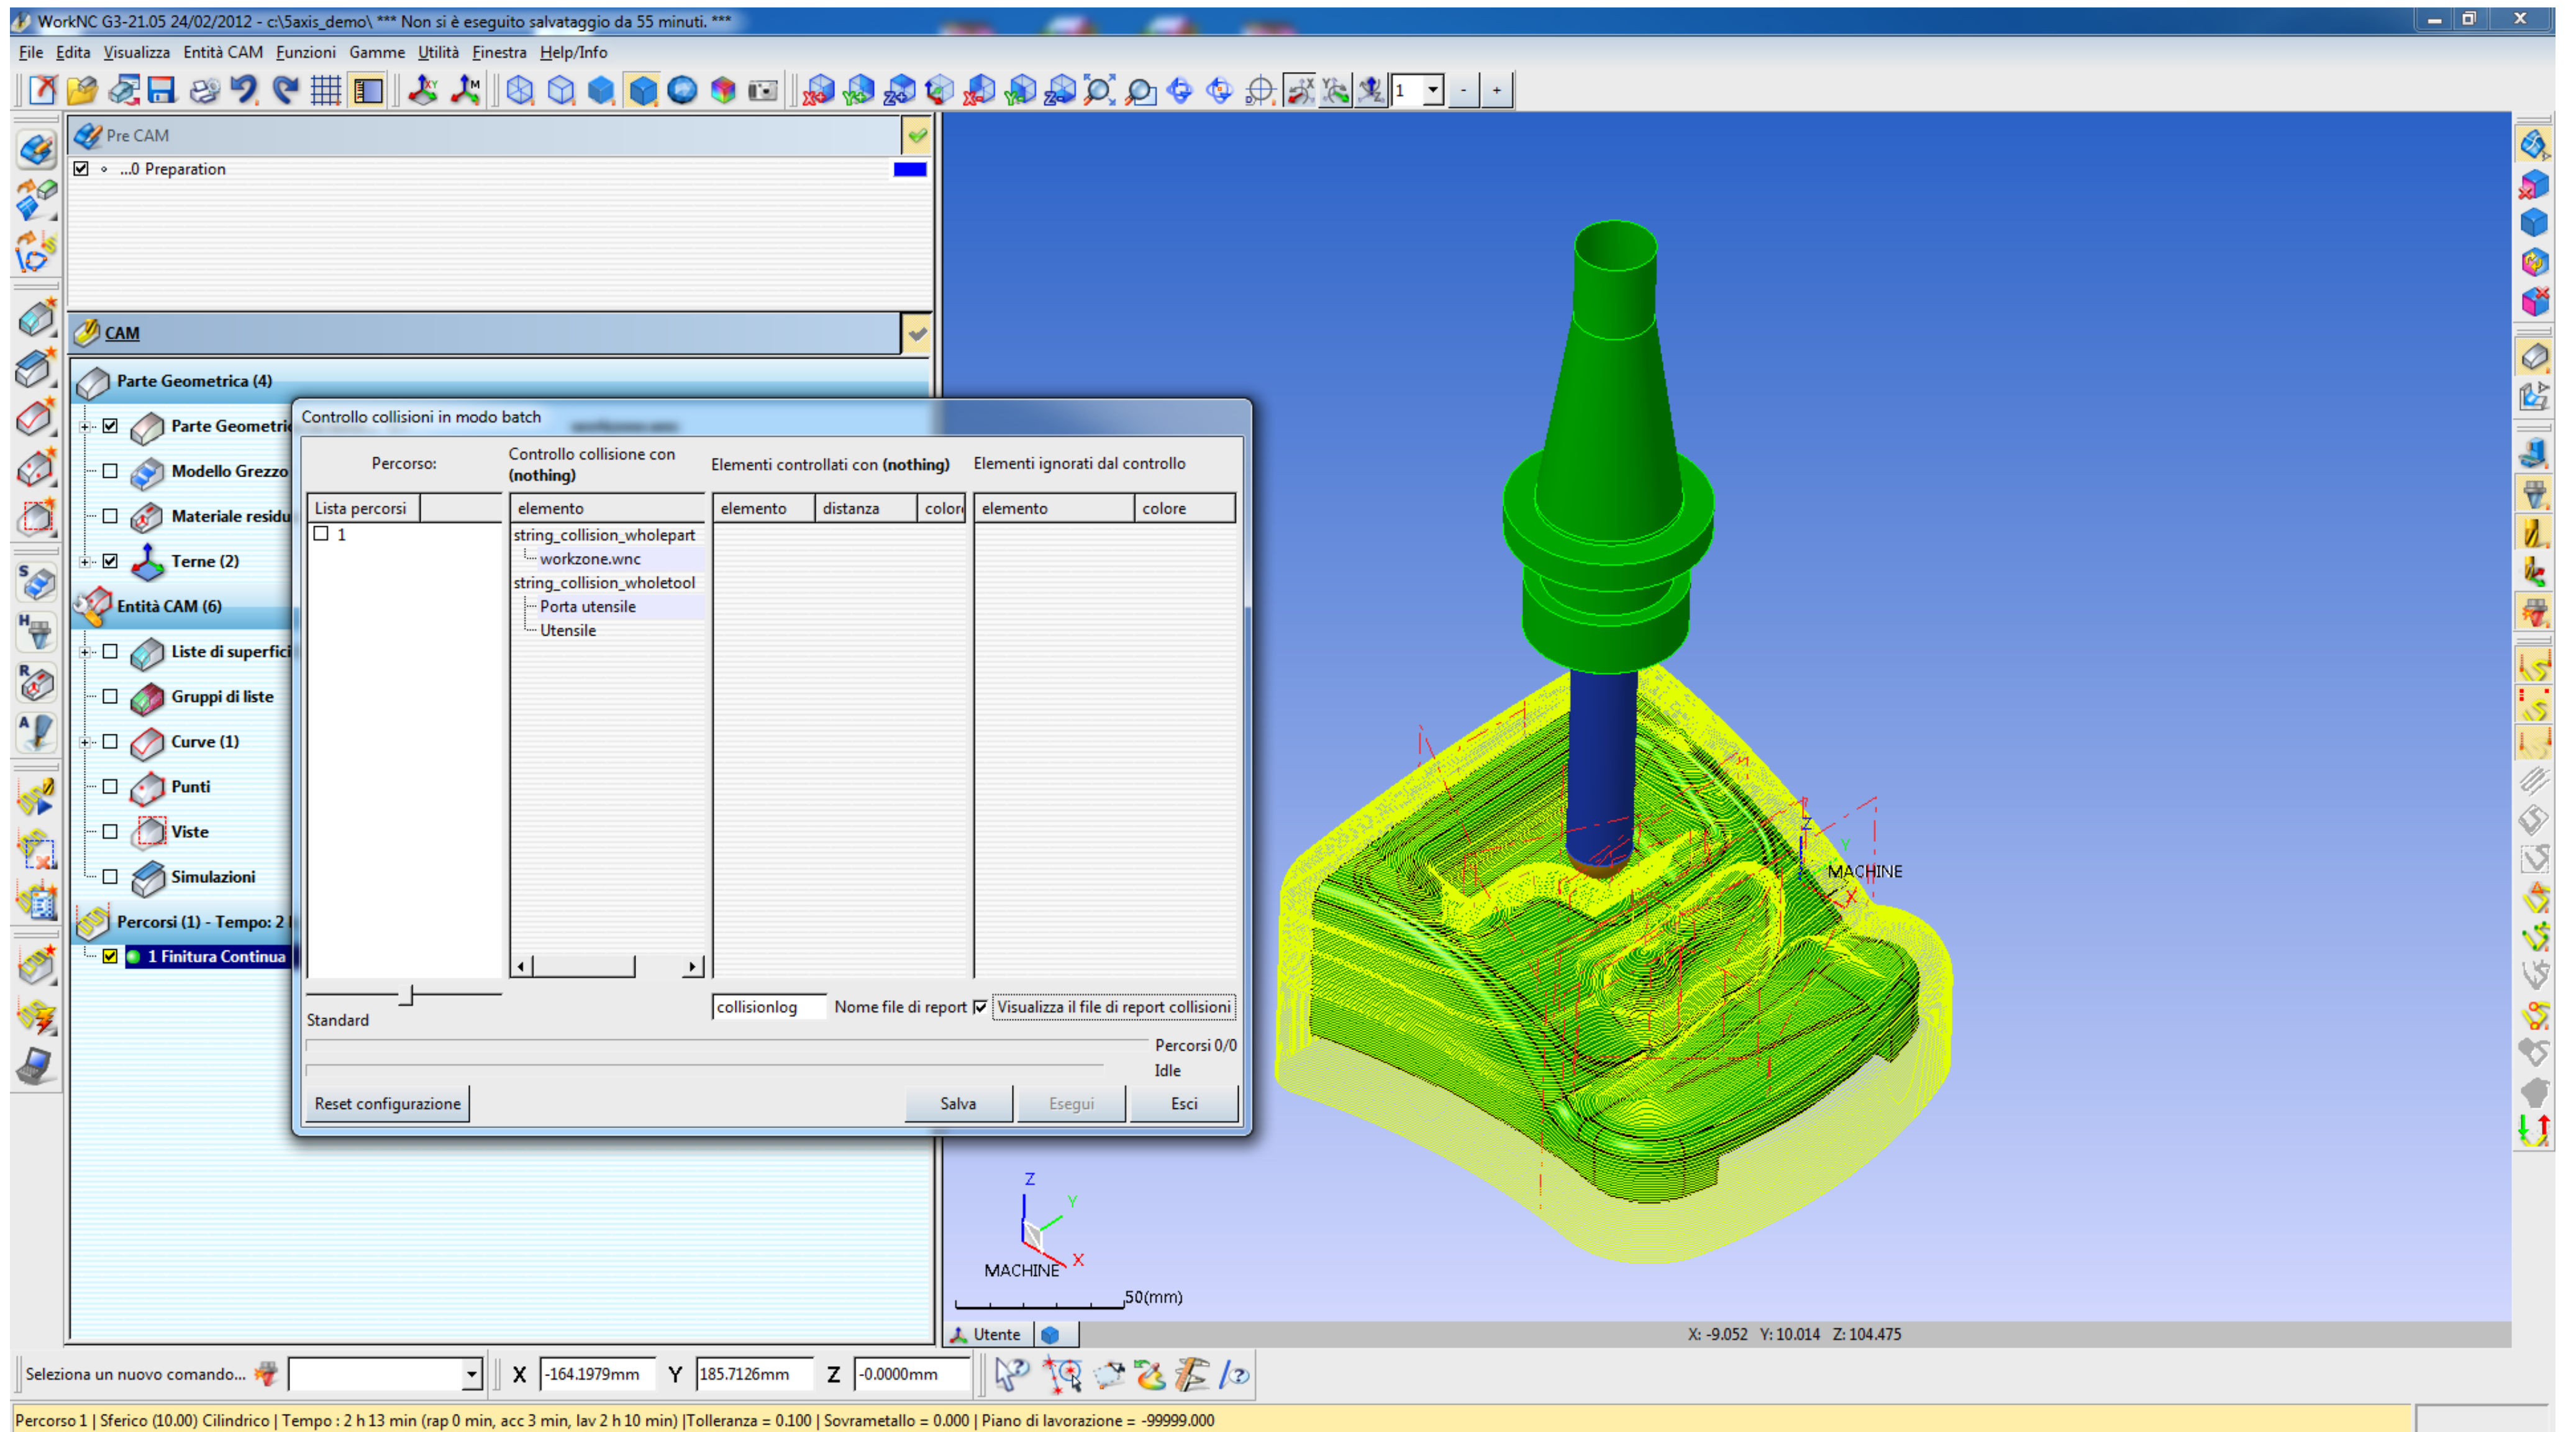 WorkNC G3-21.05 24/02/2012 - c:\5axis_demo\ *** Non si è eseguito salvataggio da 55 minuti. ***
File Edita Visualizza Entità CAM Funzioni Gamme Utilità Finestra Help/Info
1 - +
Pre CAM
...0 Preparation
CAM
Parte Geometrica (4)
Parte Geometric
Modello Grezzo
Materiale residu
Terne (2)
Entità CAM (6)
Liste di superfici
Gruppi di liste
Curve (1)
Punti
Viste
Simulazioni
Percorsi (1) - Tempo: 2
1 Finitura Continua
Controllo collisioni in modo batch
Percorso:
Controllo collisione con
(nothing)
Elementi controllati con (nothing)
Elementi ignorati dal controllo
Lista percorsi
1
elemento
string_collision_wholepart
workzone.wnc
string_collision_wholetool
Porta utensile
Utensile
elemento distanza colore
elemento colore
Standard
collisionlog Nome file di report Visualizza il file di report collisioni
Percorsi 0/0
Idle
Reset configurazione Salva Esegui Esci
Z
Y
X
MACHINE
Z
Y
X
MACHINE
50(mm)
Utente
X: -9.052 Y: 10.014 Z: 104.475
Seleziona un nuovo comando... X -164.1979mm Y 185.7126mm Z -0.0000mm
Percorso 1 | Sferico (10.00) Cilindrico | Tempo : 2 h 13 min (rap 0 min, acc 3 min, lav 2 h 10 min) |Tolleranza = 0.100 | Sovrametallo = 0.000 | Piano di lavorazione = -99999.000